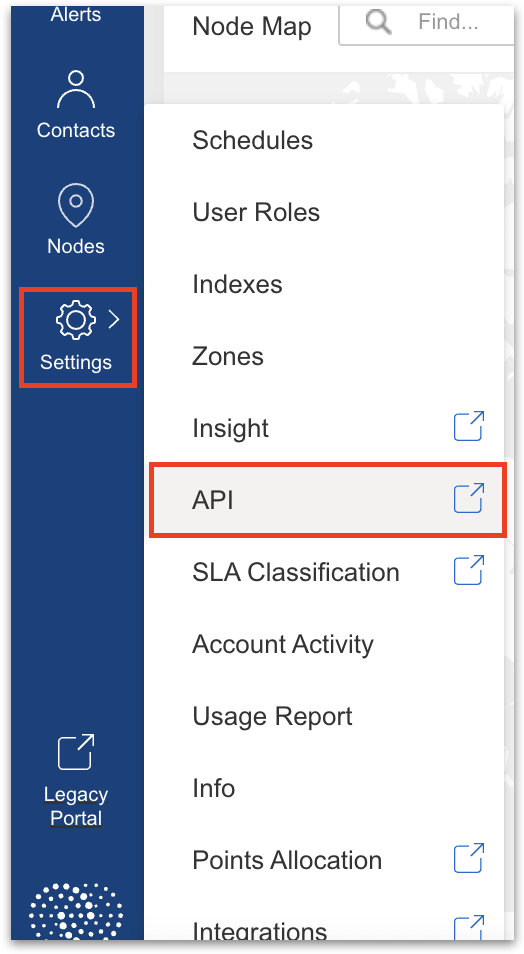 Alerts
Contacts
Nodes
Settings
Legacy
Portal
Node Map
Find...
Schedules
User Roles
Indexes
Zones
Insight
API
SLA Classification
Account Activity
Usage Report
Info
Points Allocation
Integrations